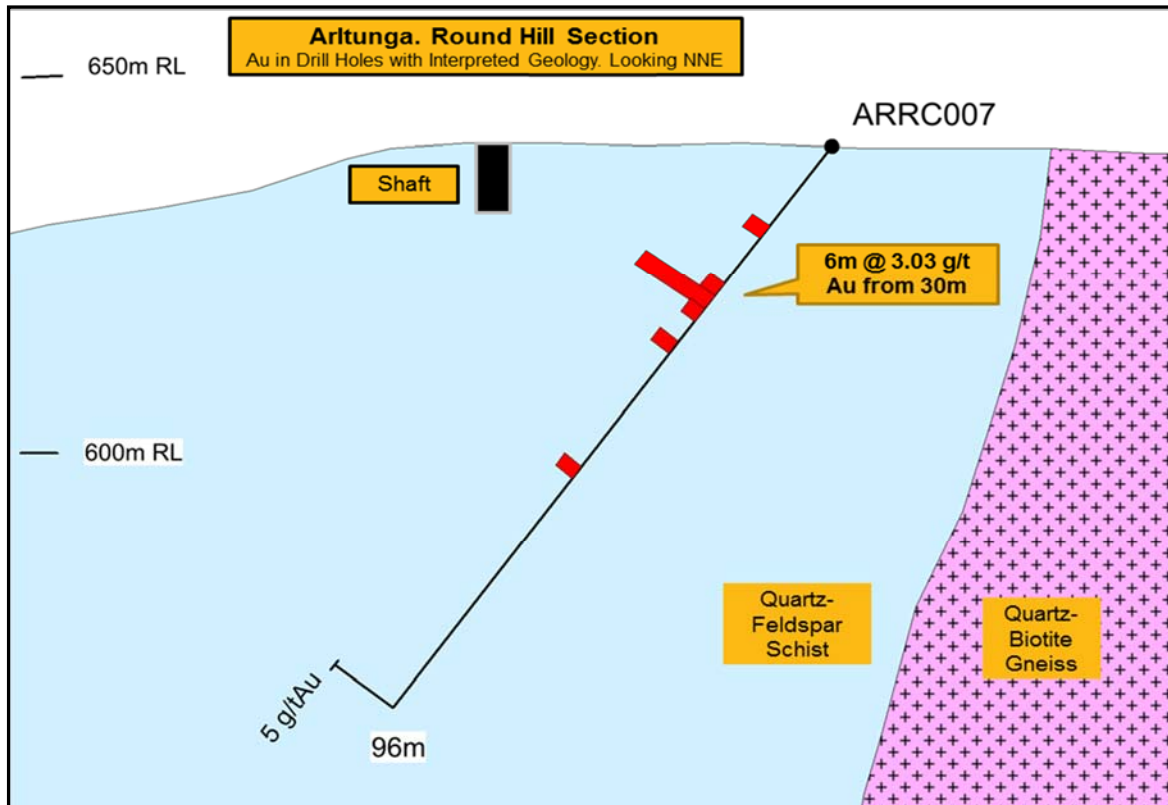 Arltunga. Round Hill Section
Au in Drill Holes with Interpreted Geology. Looking NNE
650m RL
ARRC007
Shaft
6m @ 3.03 g/t
Au from 30m
600m RL
Quartz-
Feldspar
Schist
Quartz-
Biotite
Gneiss
5 g/tAu
96m